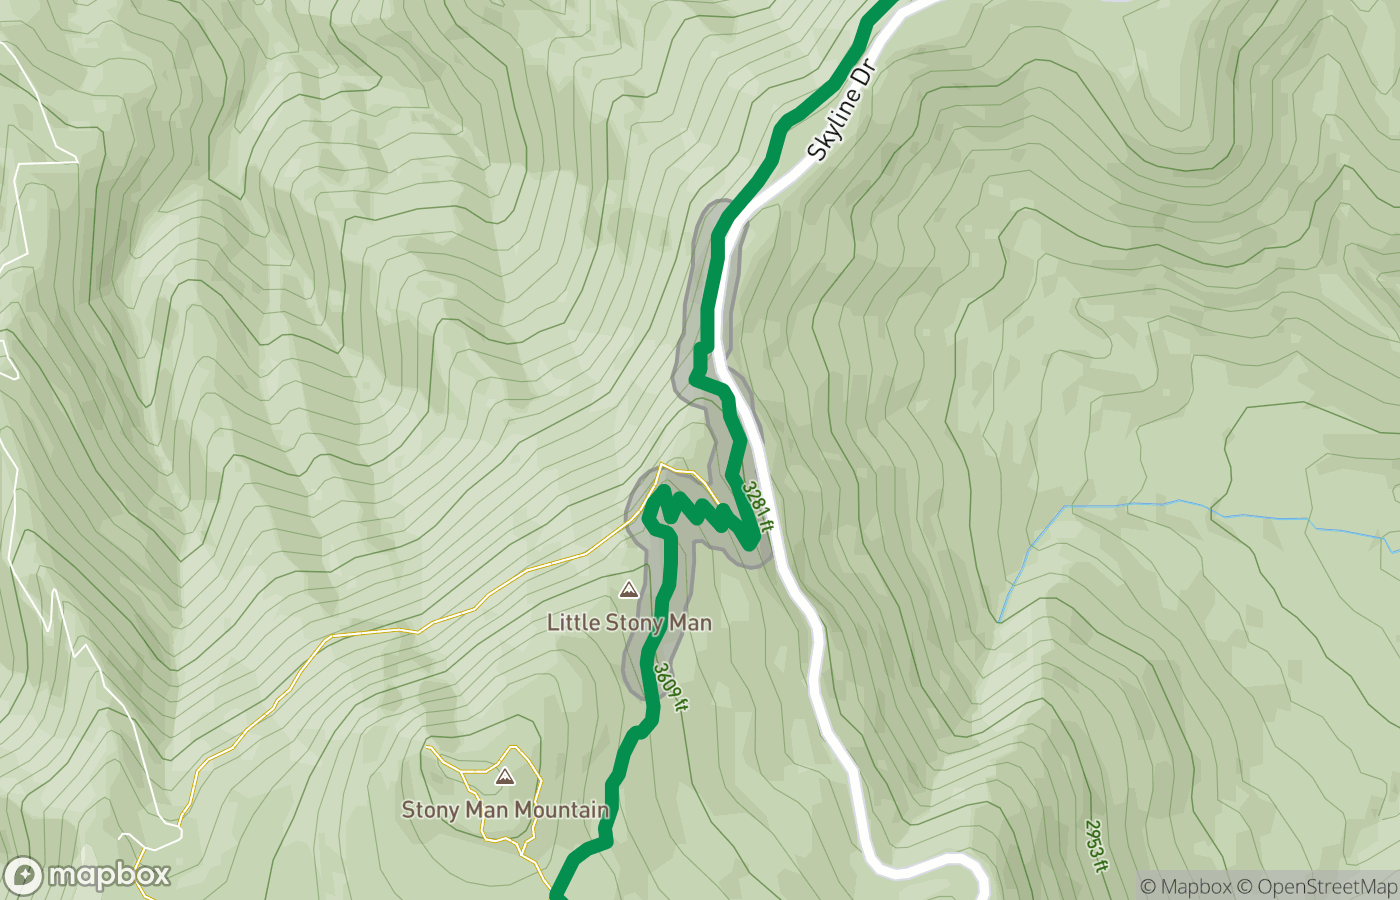 Skyline Dr
3281 ft
Little Stony Man
3609 ft
Stony Man Mountain
2953 ft
mapbox
© Mapbox © OpenStreetMap